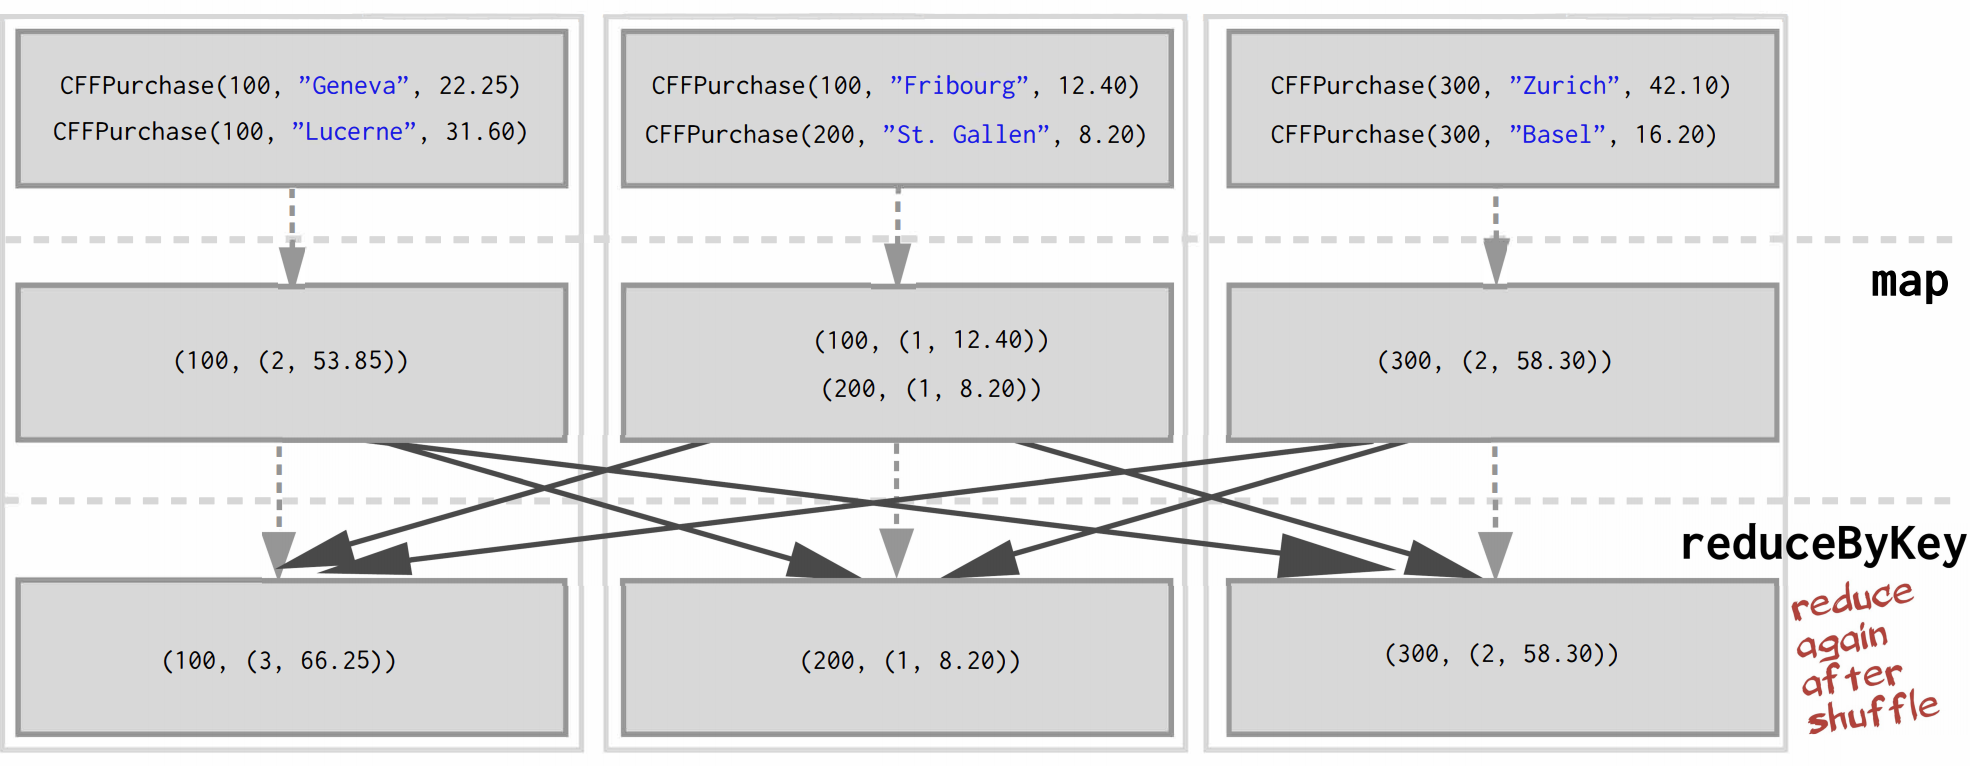 CFFPurchase(100, ”Geneva”, 22.25)
CFFPurchase(100, ”Lucerne”, 31.60)
CFFPurchase(100, ”Fribourg”, 12.40)
CFFPurchase(200, ”St. Gallen”, 8.20)
CFFPurchase(300, ”Zurich”, 42.10)
CFFPurchase(300, ”Basel”, 16.20)
map
(100, (2, 53.85))
(100, (1, 12.40))
(200, (1, 8.20))
(300, (2, 58.30))
reduceByKey
(100, (3, 66.25))
(200, (1, 8.20))
(300, (2, 58.30))
reduce
again
after
shuffle